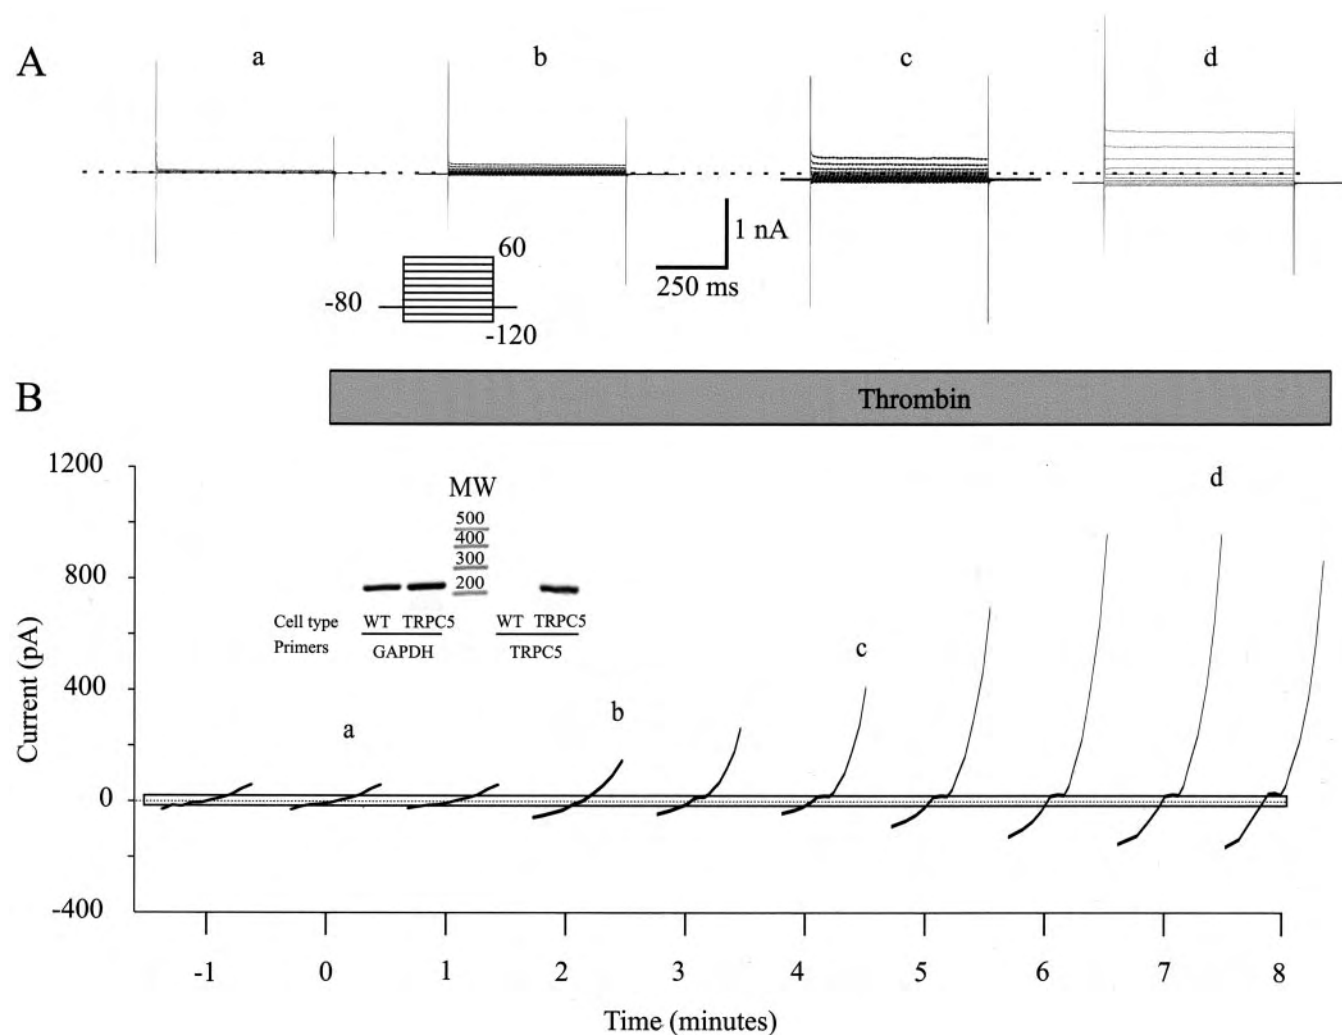 A
a
b
c
d
60
-80
-120
1 nA
250 ms
B
Thrombin
1200
800
400
0
-400
Current (pA)
MW
500
400
300
200
Cell type WT TRPC5 WT TRPC5
Primers GAPDH TRPC5
a
b
c
d
-1 0 1 2 3 4 5 6 7 8
Time (minutes)